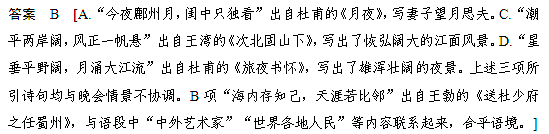 答案　B　[A.“今夜鄜州月，闺中只独看”出自杜甫的《月夜》，写妻子望月思夫。C.“潮
平两岸阔，风正一帆悬”出自王湾的《次北固山下》，写出了恢弘阔大的江面风景。D.“星
垂平野阔，月涌大江流”出自杜甫的《旅夜书怀》，写出了雄浑壮阔的夜景。上述三项所
引诗句均与晚会情景不协调。B 项“海内存知己，天涯若比邻”出自王勃的《送杜少府
之任蜀州》，与语段中“中外艺术家”“世界各地人民”等内容联系起来，合乎语境。]